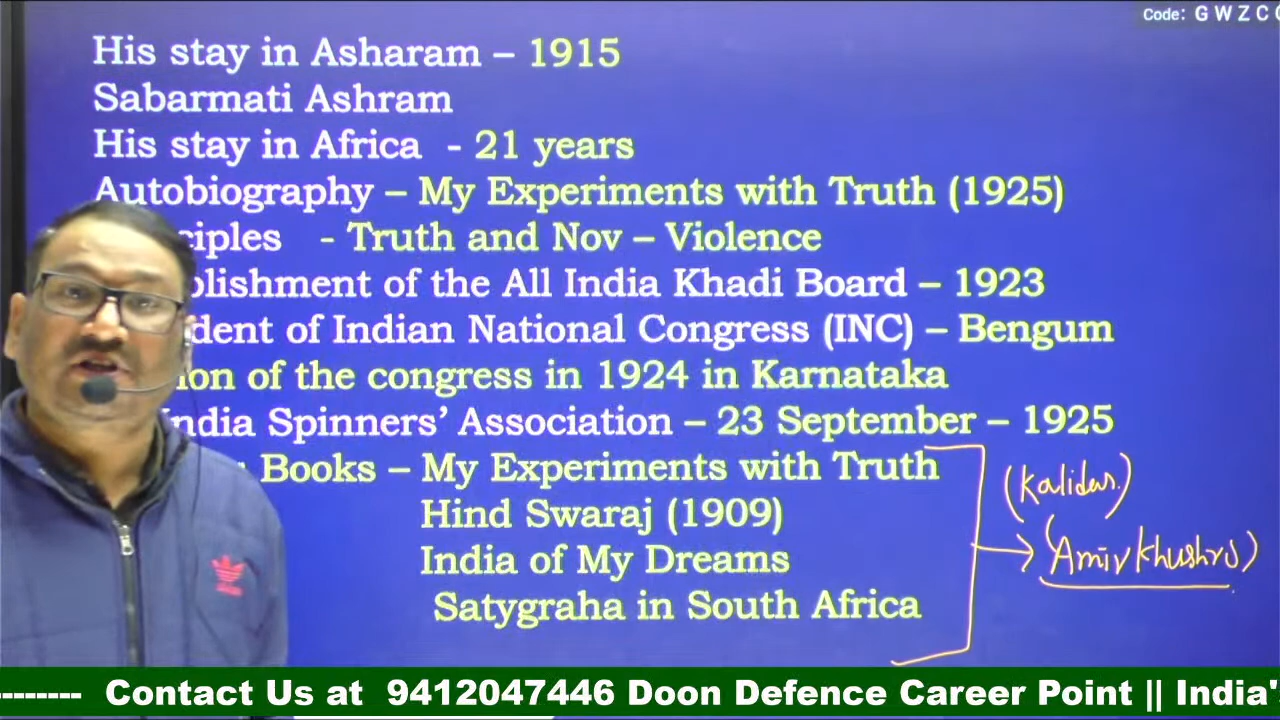 Code: G W Z C
His stay in Asharam – 1915
Sabarmati Ashram
His stay in Africa - 21 years
Autobiography – My Experiments with Truth (1925)
ciples - Truth and Nov – Violence
blishment of the All India Khadi Board – 1923
dent of Indian National Congress (INC) – Bengum
ion of the congress in 1924 in Karnataka
ndia Spinners’ Association – 23 September – 1925
Books – My Experiments with Truth
(Kalidas.)
Hind Swaraj (1909)
(Amir Khushro)
India of My Dreams
Satygraha in South Africa
-------- Contact Us at 9412047446 Doon Defence Career Point || India'